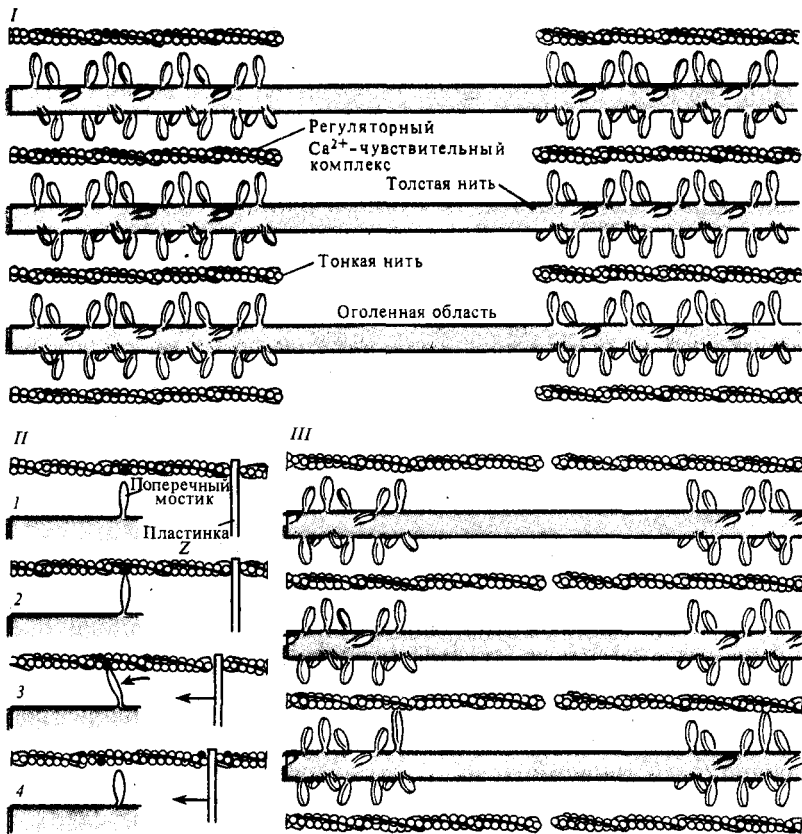 I
Регуляторный
Ca²⁺-чувствительный
комплекс
Толстая нить
Тонкая нить
Оголенная область
II
Поперечный
мостик
1
Пластинка
Z
2
3
4
III